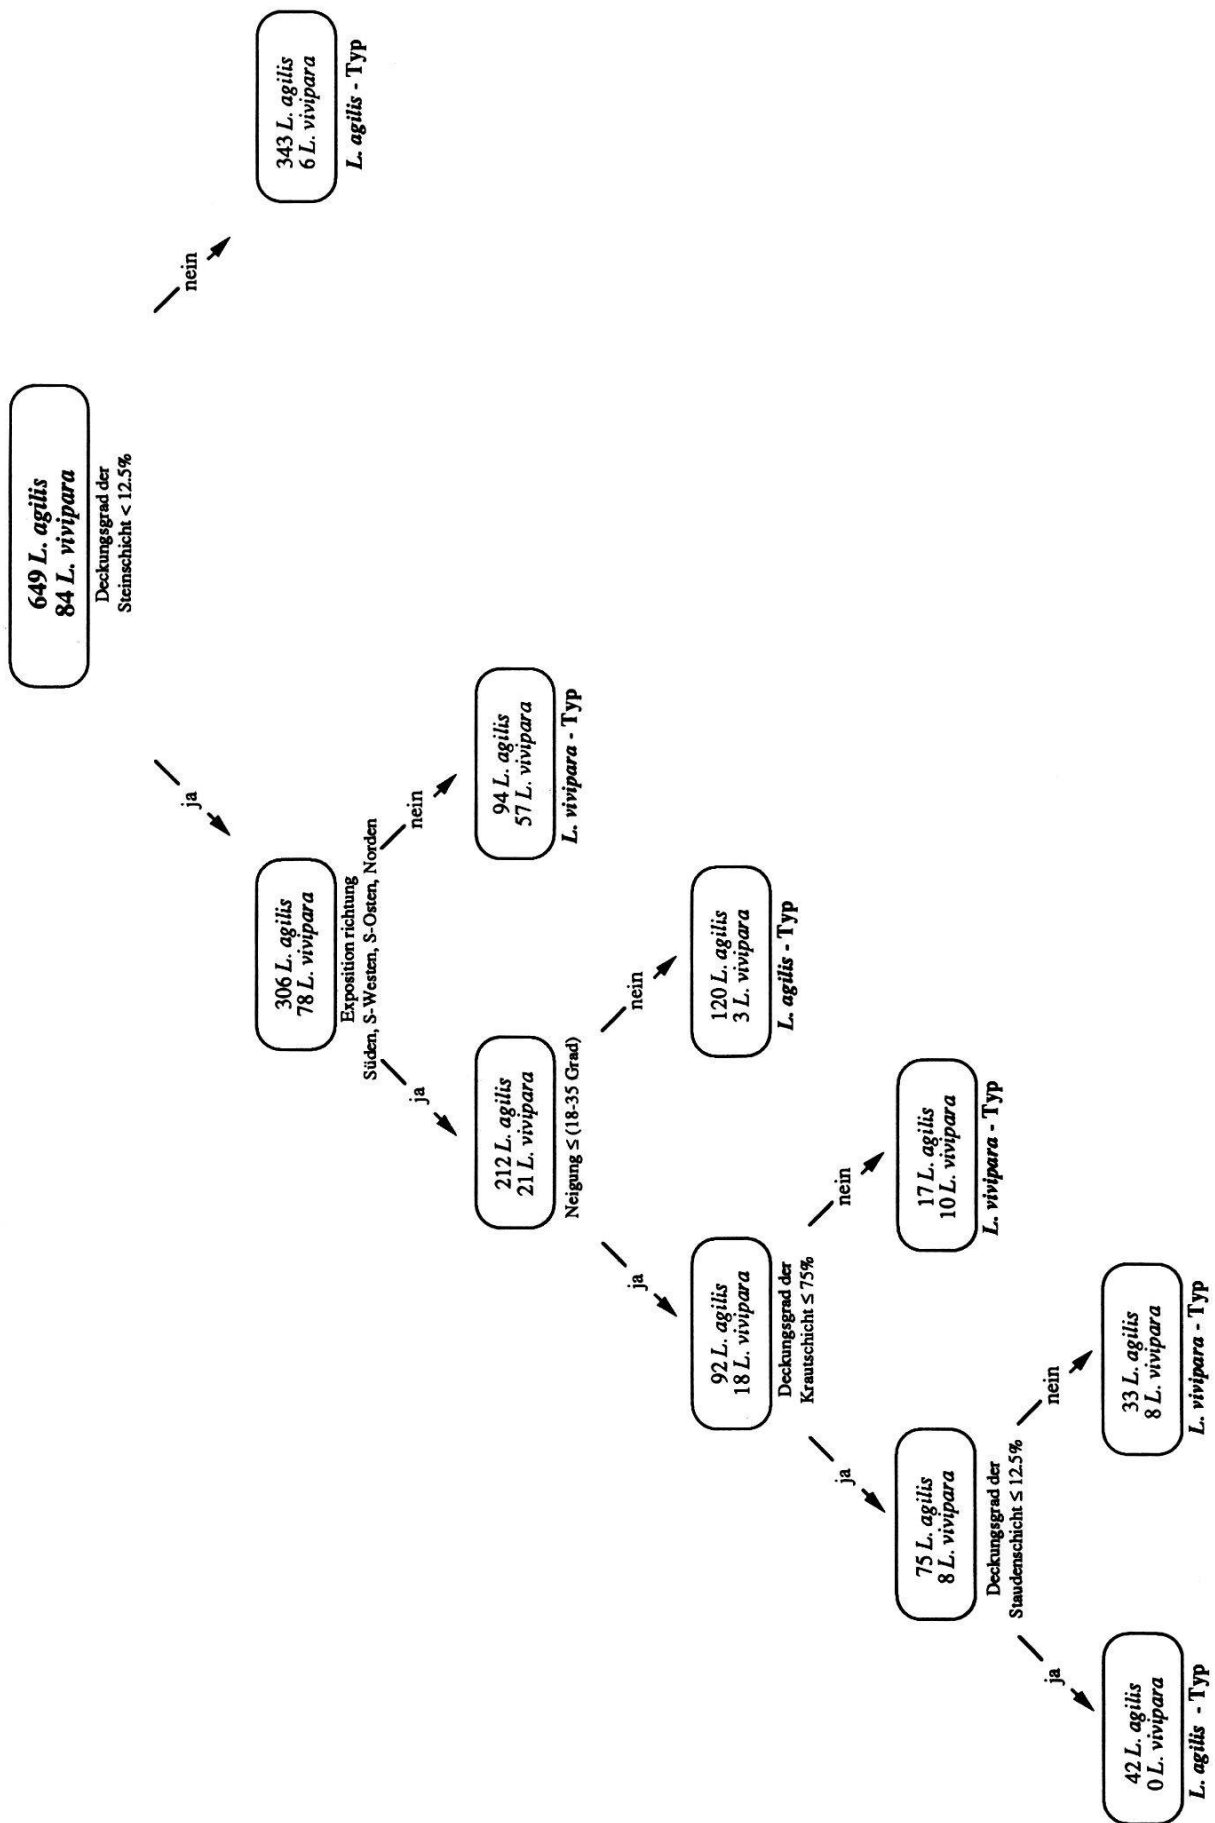 649 L. agilis
84 L. vivipara
Deckungsgrad der
Steinschicht < 12.5%
ja
nein
306 L. agilis
78 L. vivipara
Exposition richtung
Süden, S-Westen, S-Osten, Norden
343 L. agilis
6 L. vivipara
L. agilis - Typ
ja
nein
212 L. agilis
21 L. vivipara
Neigung ≤ (18-35 Grad)
94 L. agilis
57 L. vivipara
L. vivipara - Typ
ja
nein
92 L. agilis
18 L. vivipara
Deckungsgrad der
Krautschicht ≤ 75%
120 L. agilis
3 L. vivipara
L. agilis - Typ
ja
nein
75 L. agilis
8 L. vivipara
Deckungsgrad der
Staudenschicht ≤ 12.5%
17 L. agilis
10 L. vivipara
L. vivipara - Typ
ja
nein
42 L. agilis
0 L. vivipara
L. agilis - Typ
33 L. agilis
8 L. vivipara
L. vivipara - Typ